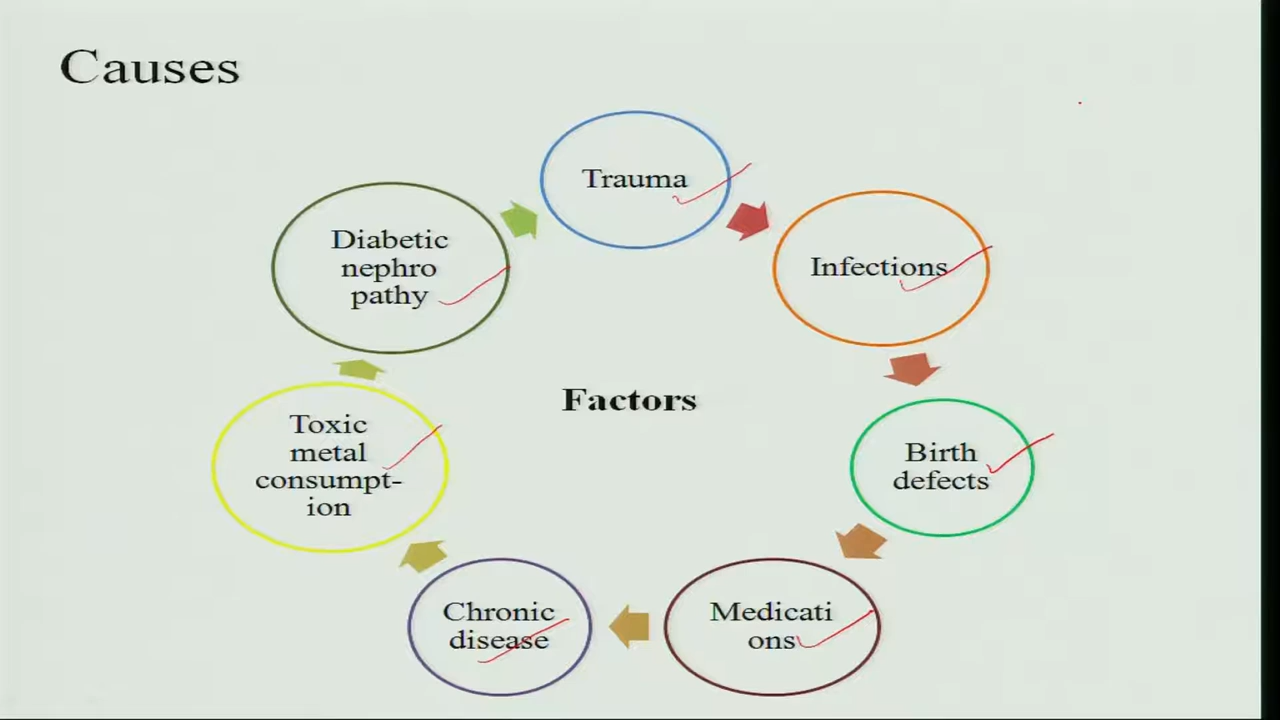 Causes
Trauma
Infections
Birth
defects
Medicati
ons
Chronic
disease
Toxic
metal
consumpt-
ion
Diabetic
nephro
pathy
Factors